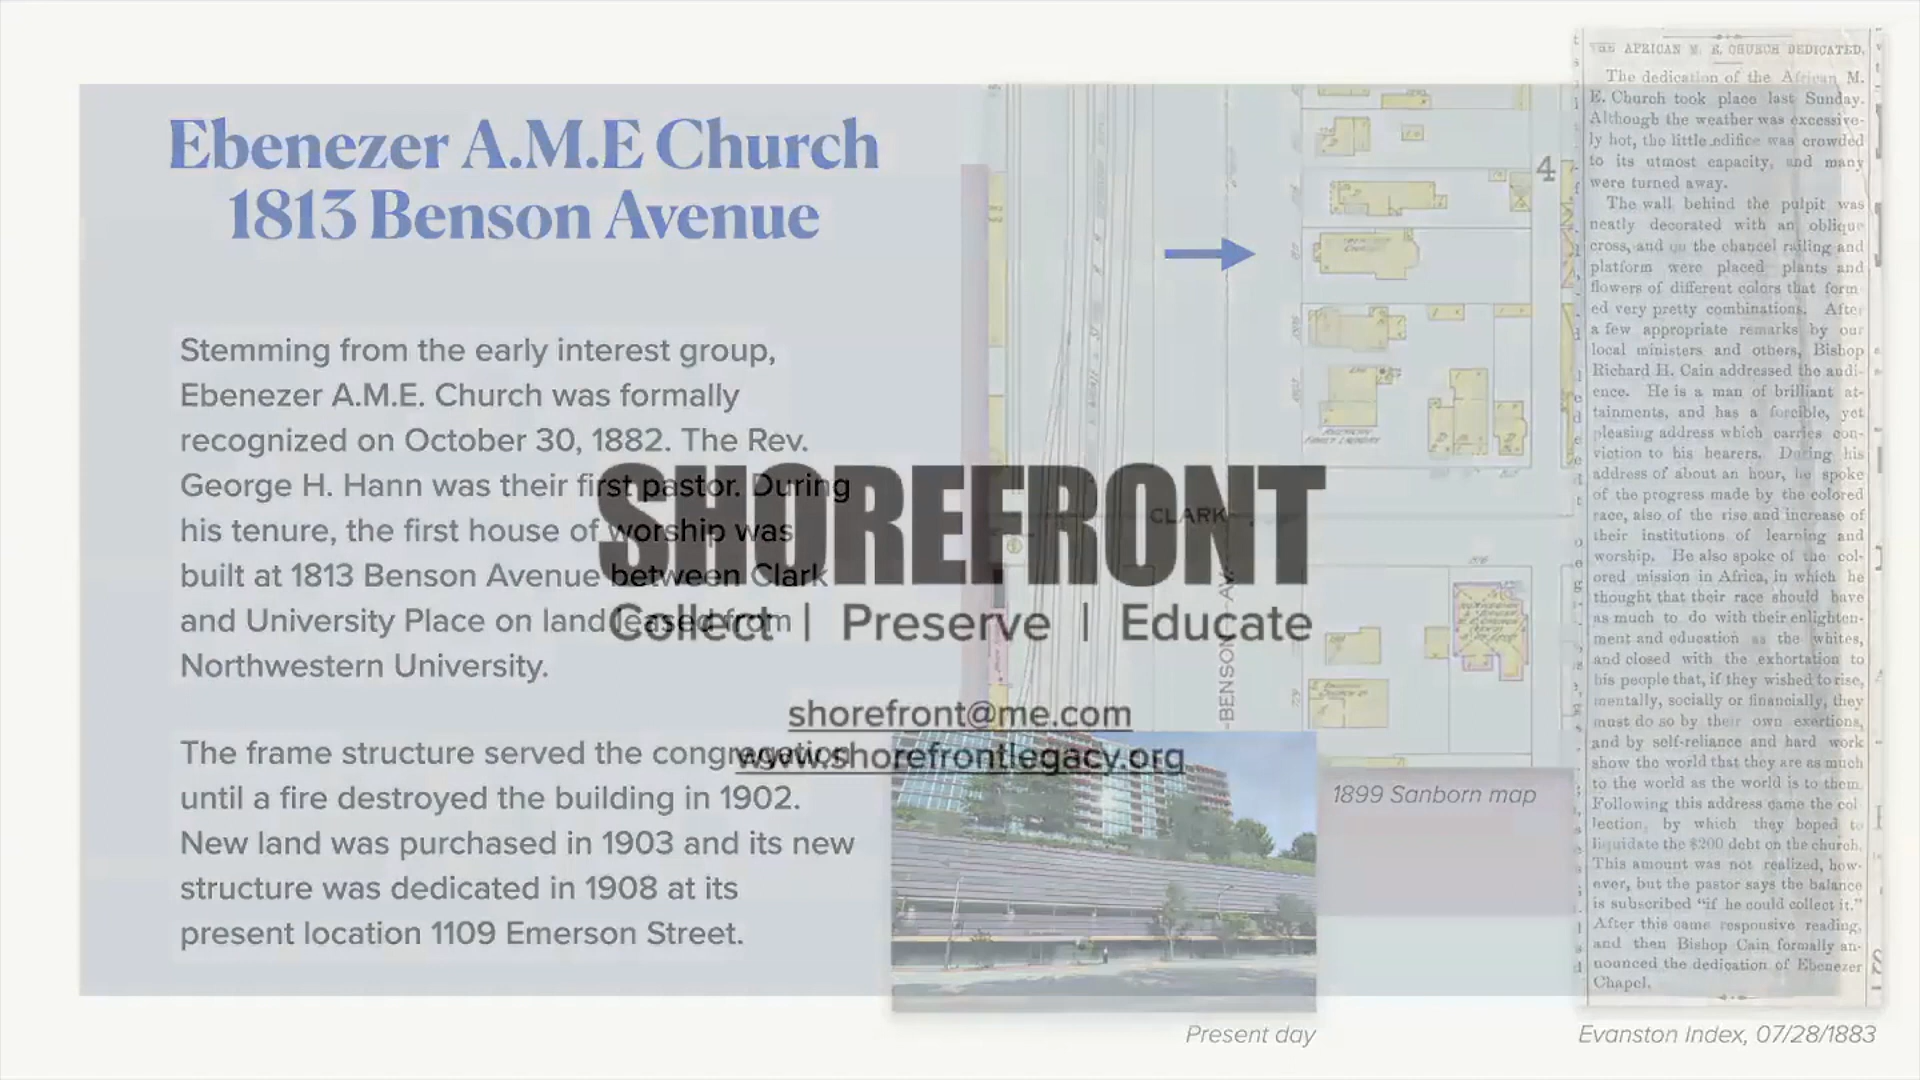 Ebenezer A.M.E Church
1813 Benson Avenue
Stemming from the early interest group,
Ebenezer A.M.E. Church was formally
recognized on October 30, 1882. The Rev.
George H. Hann was their first pastor. During
his tenure, the first house of worship was
built at 1813 Benson Avenue between Clark
and University Place on land leased from
Northwestern University.
The frame structure served the congregation
until a fire destroyed the building in 1902.
New land was purchased in 1903 and its new
structure was dedicated in 1908 at its
present location 1109 Emerson Street.
SHOREFRONT
Collect | Preserve | Educate
shorefront@me.com
www.shorefrontlegacy.org
4
CLARK
BENSON AV.
1899 Sanborn map
Present day
THE AFRICAN M. E. CHURCH DEDICATED.
The dedication of the African M.
E. Church took place last Sunday.
Although the weather was excessive-
ly hot, the little edifice was crowded
to its utmost capacity, and many
were turned away.
The wall behind the pulpit was
neatly decorated with an oblique
cross, and on the chancel railing and
platform were placed plants and
flowers of different colors that form-
ed very pretty combinations. After
a few appropriate remarks by our
local ministers and others, Bishop
Richard H. Cain addressed the audi-
ence. He is a man of brilliant at-
tainments, and has a forcible, yet
pleasing address which carries con-
viction to his hearers. During his
address of about an hour, he spoke
of the progress made by the colored
race, also of the rise and increase of
their institutions of learning and
worship. He also spoke of the col-
ored mission in Africa, in which he
thought that their race should have
as much to do with their enlighten-
ment and education as the whites,
and closed with the exhortation to
his people that, if they wished to rise,
mentally, socially or financially, they
must do so by their own exertions,
and by self-reliance and hard work
show the world that they are as much
to the world as the world is to them.
Following this address came the col
lection, by which they hoped to
liquidate the $200 debt on the church.
This amount was not realized, how-
ever, but the pastor says the balance
is subscribed "if he could collect it."
After this came responsive reading,
and then Bishop Cain formally an-
nounced the dedication of Ebenezer
Chapel.
Evanston Index, 07/28/1883